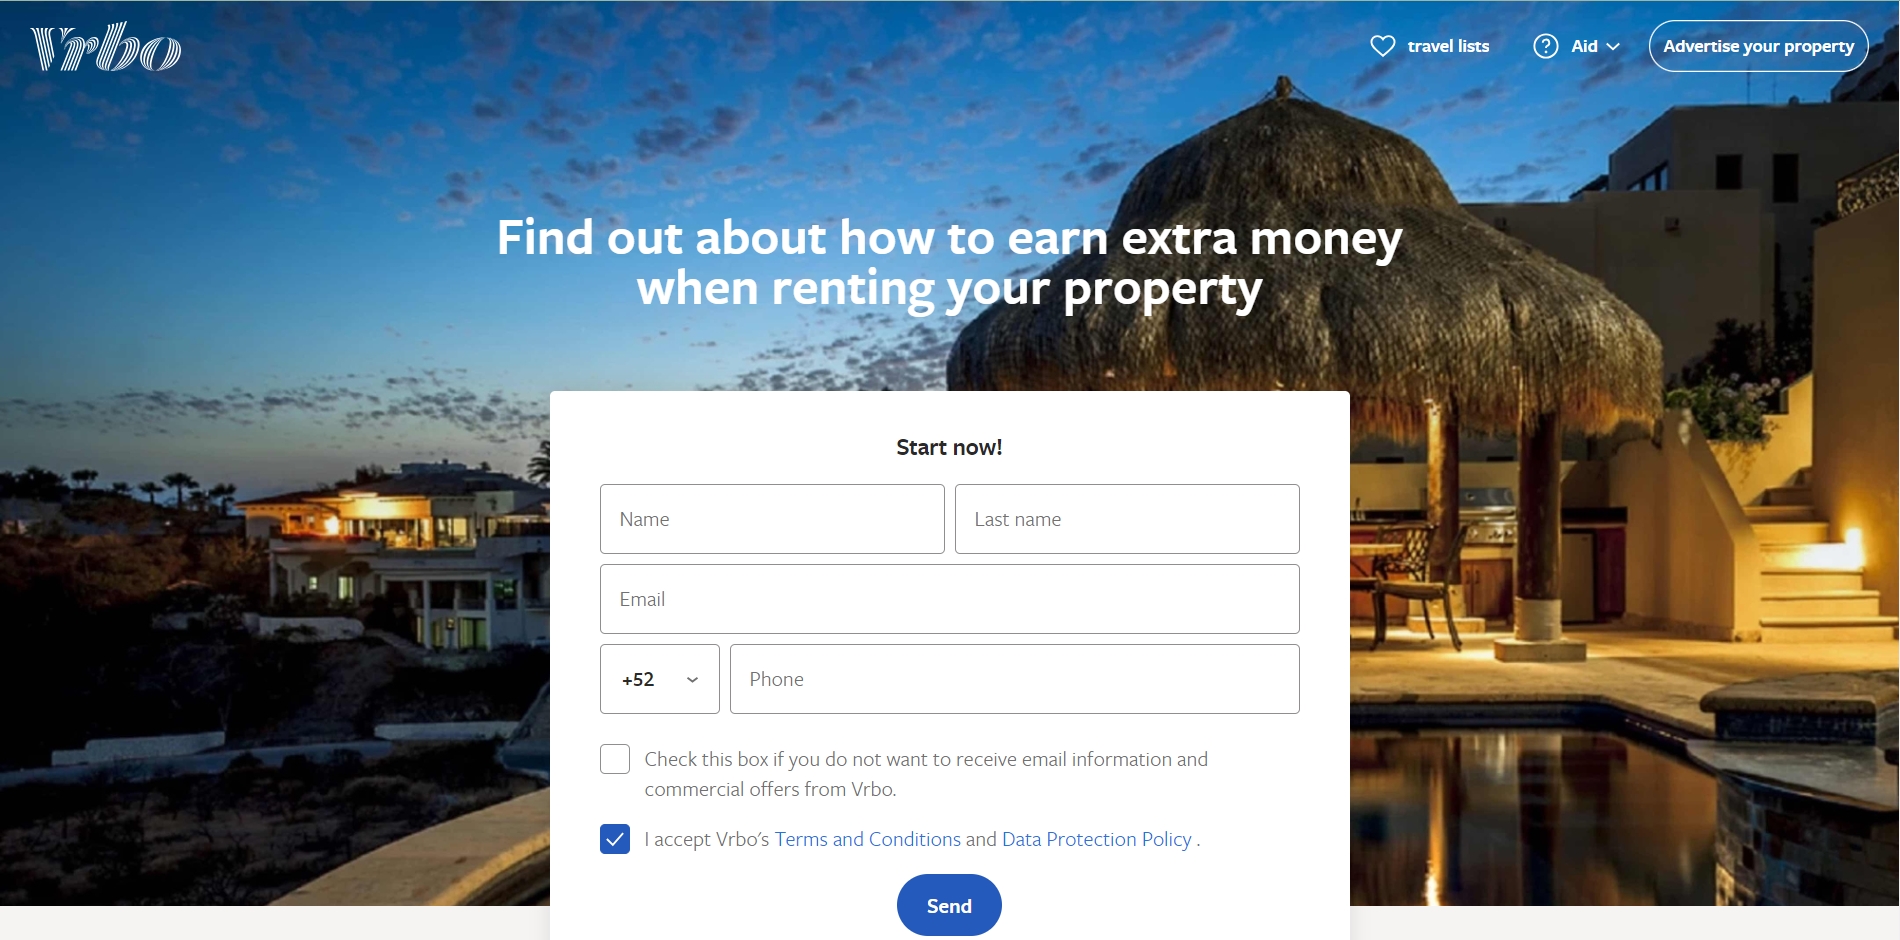 Vrbo
travel lists
Aid
Advertise your property
Find out about how to earn extra money
when renting your property
Start now!
Name
Last name
Email
+52
Phone
Check this box if you do not want to receive email information and
commercial offers from Vrbo.
I accept Vrbo's Terms and Conditions and Data Protection Policy .
Send